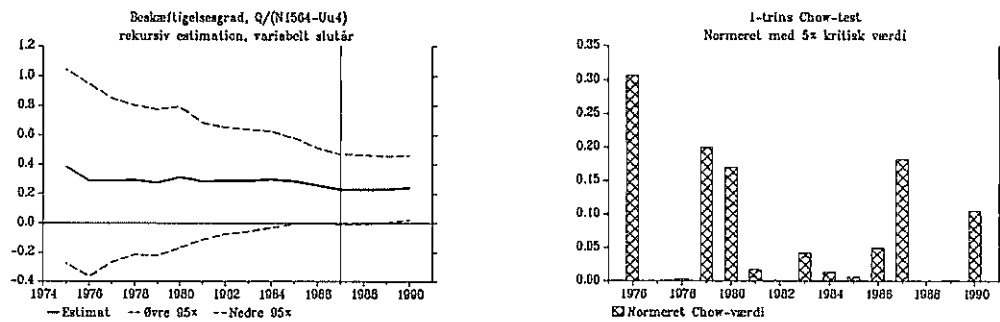 Beskæftigelsesgrad, Q/(N1564-Uu4)
rekursiv estimation, variabelt slutår
1.2
1.0
0.8
0.6
0.4
0.2
0.0
-0.2
-0.4
1974 1976 1978 1980 1902 1984 1986 1988 1990
Estimat Øvre 95% Nedre 95%
1-trins Chow-test
Normeret med 5% kritisk værdi
0.35
0.30
0.25
0.20
0.15
0.10
0.05
0.00
1976 1978 1980 1982 1984 1986 1988 1990
Normeret Chow-værdi